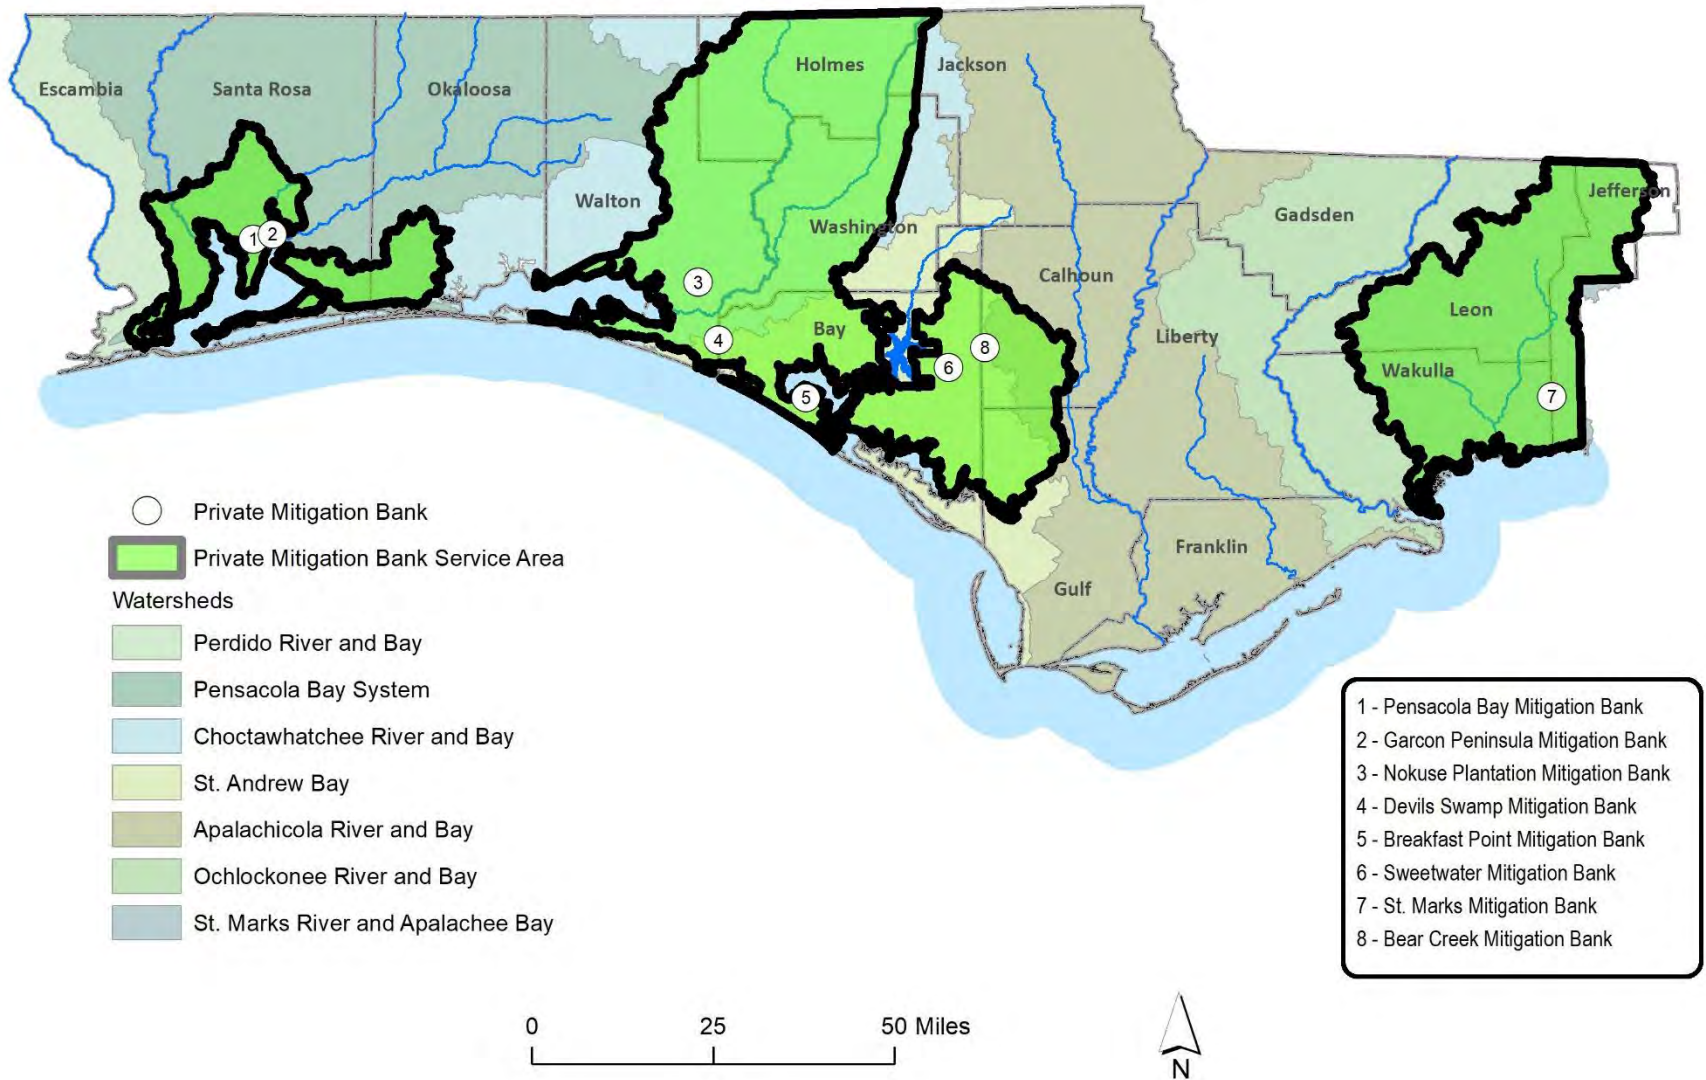 Escambia
Santa Rosa
Okaloosa
Walton
Holmes
Jackson
Washington
Bay
Calhoun
Gadsden
Liberty
Leon
Wakulla
Jefferson
Gulf
Franklin
1
2
3
4
5
6
8
7
Private Mitigation Bank
Private Mitigation Bank Service Area
Watersheds
Perdido River and Bay
Pensacola Bay System
Choctawhatchee River and Bay
St. Andrew Bay
Apalachicola River and Bay
Ochlockonee River and Bay
St. Marks River and Apalachee Bay
1 - Pensacola Bay Mitigation Bank
2 - Garcon Peninsula Mitigation Bank
3 - Nokuse Plantation Mitigation Bank
4 - Devils Swamp Mitigation Bank
5 - Breakfast Point Mitigation Bank
6 - Sweetwater Mitigation Bank
7 - St. Marks Mitigation Bank
8 - Bear Creek Mitigation Bank
0 25 50 Miles
N